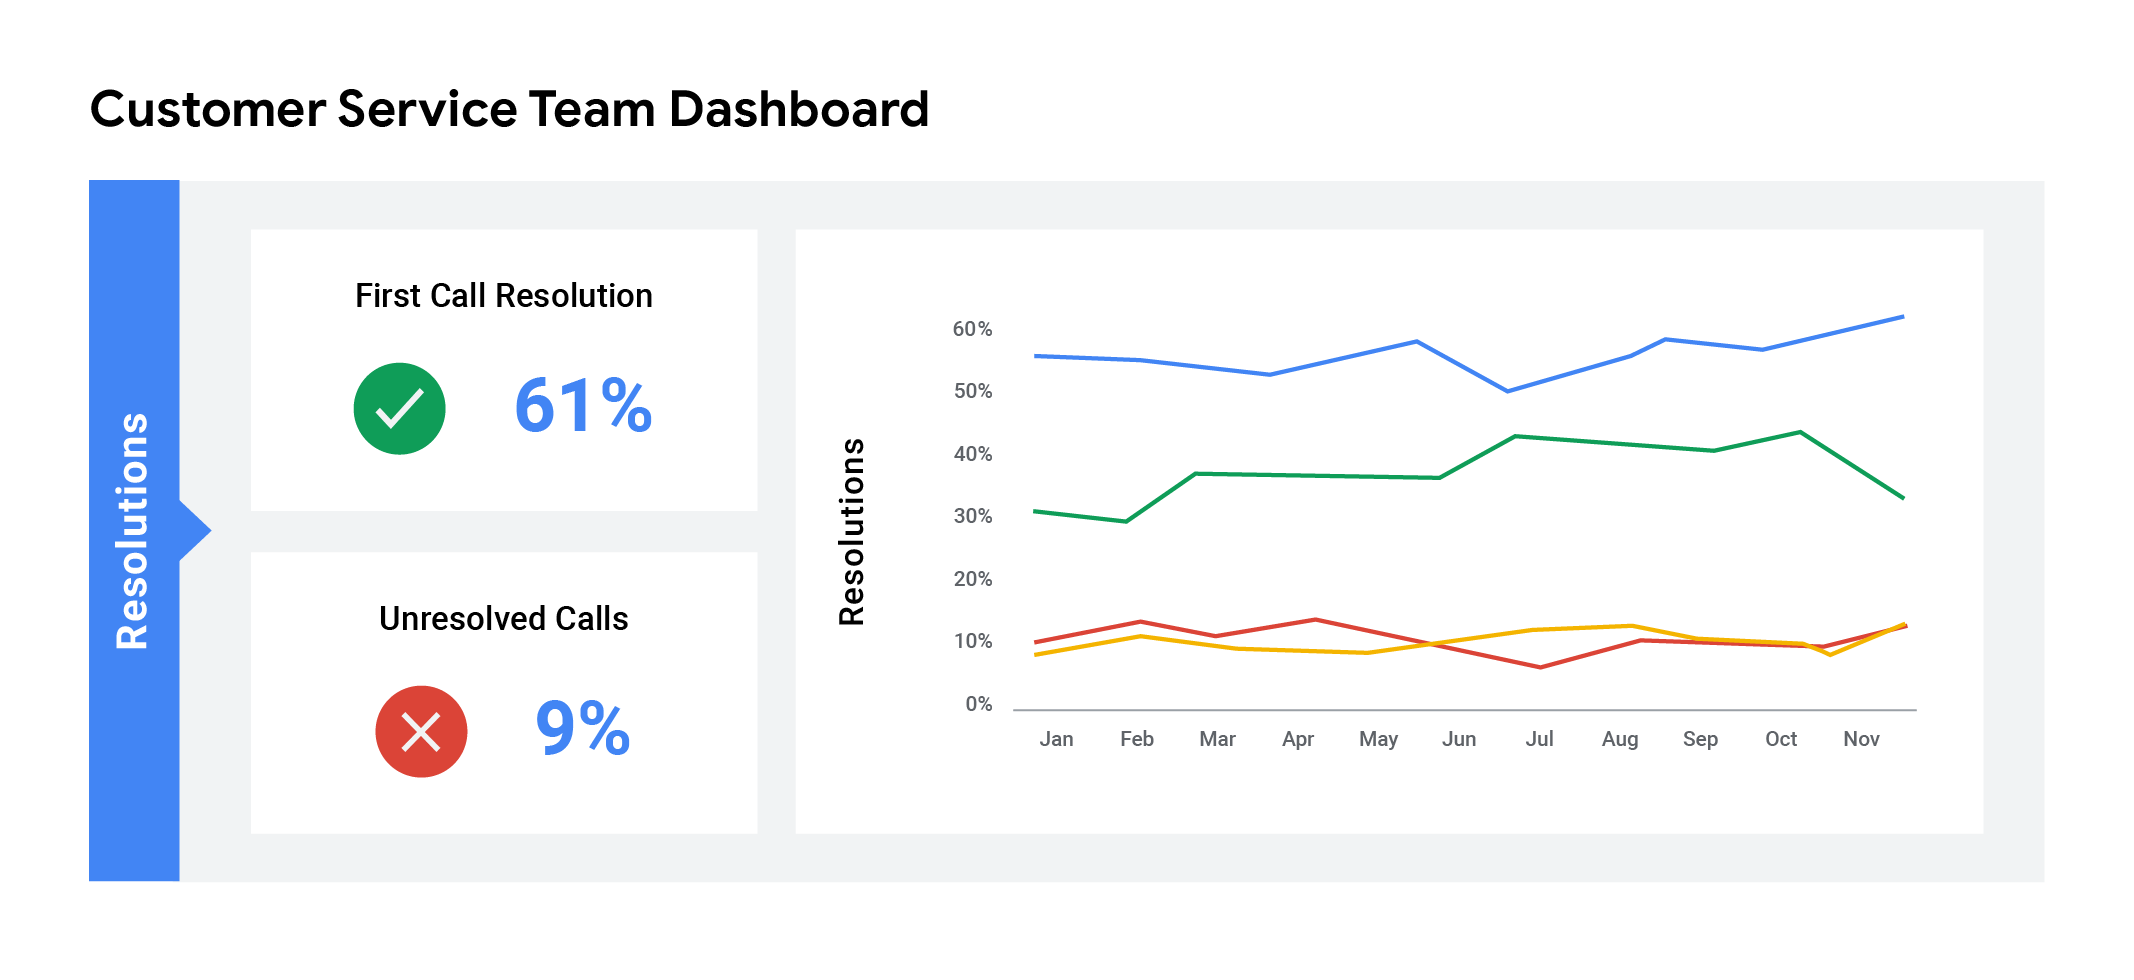 Customer Service Team Dashboard
Resolutions
First Call Resolution
61%
Unresolved Calls
9%
Resolutions
60%
50%
40%
30%
20%
10%
0%
Jan Feb Mar Apr May Jun Jul Aug Sep Oct Nov